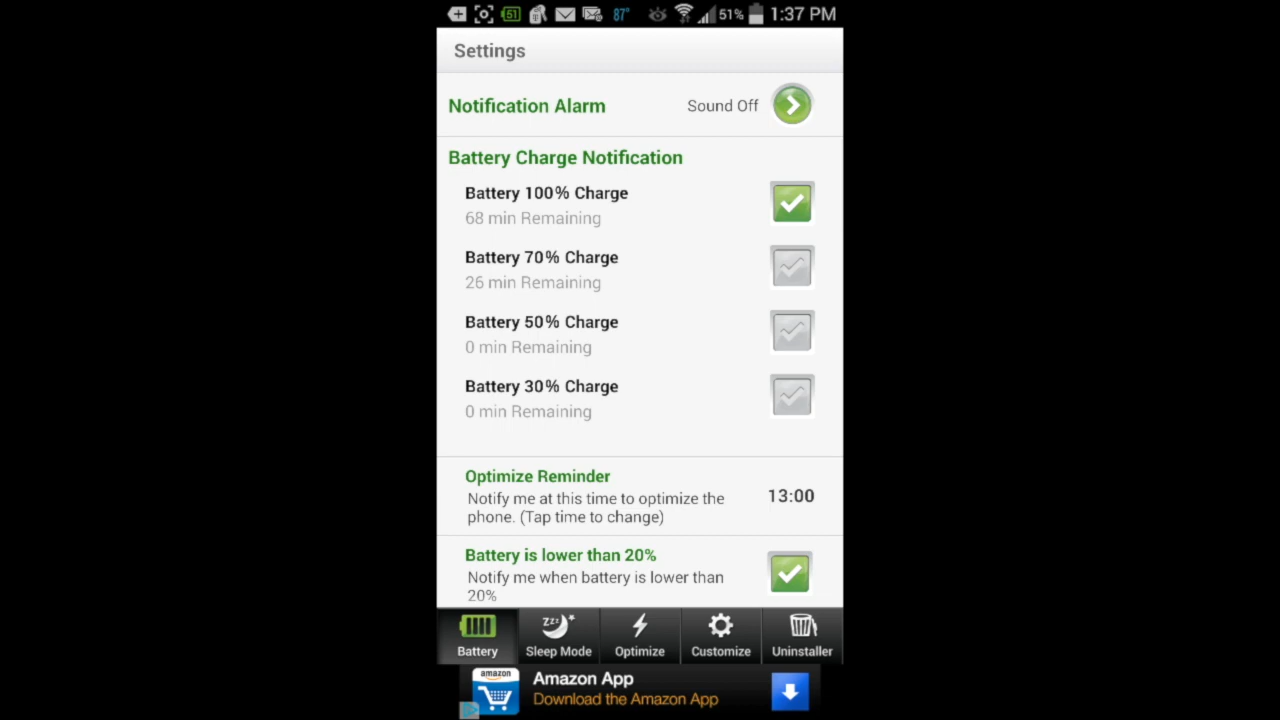 51 87° 51% 1:37 PM
Settings
Notification Alarm Sound Off
Battery Charge Notification
Battery 100% Charge
68 min Remaining
Battery 70% Charge
26 min Remaining
Battery 50% Charge
0 min Remaining
Battery 30% Charge
0 min Remaining
Optimize Reminder
Notify me at this time to optimize the
phone. (Tap time to change)
13:00
Battery is lower than 20%
Notify me when battery is lower than
20%
Battery Sleep Mode Optimize Customize Uninstaller
amazon
Amazon App
Download the Amazon App